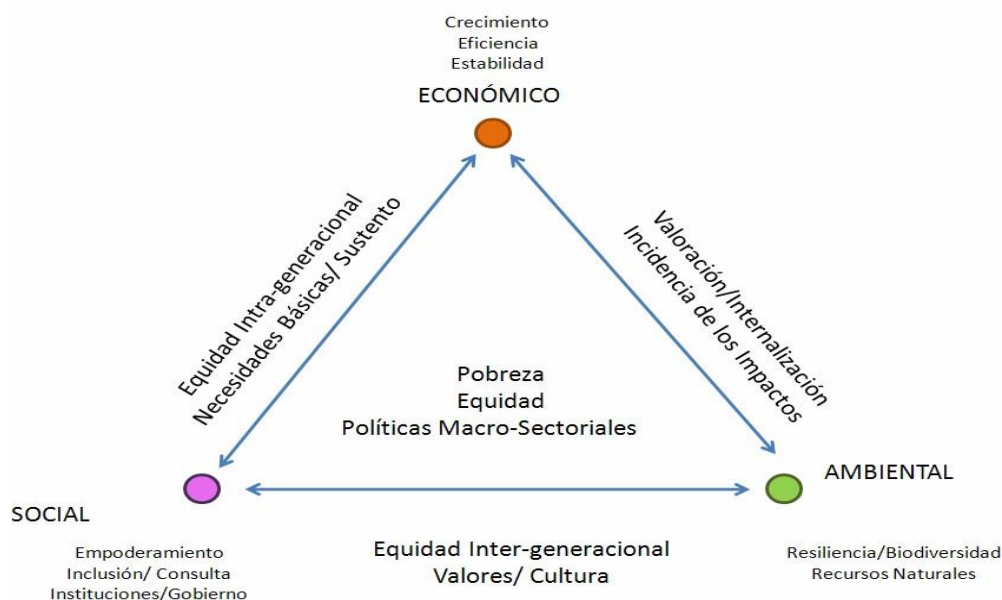 Crecimiento
Eficiencia
Estabilidad
ECONÓMICO
Equidad Intra-generacional
Necesidades Básicas/ Sustento
Valoración/Internalización
Incidencia de los Impactos
Pobreza
Equidad
Políticas Macro-Sectoriales
SOCIAL
Empoderamiento
Inclusión/ Consulta
Instituciones/Gobierno
Equidad Inter-generacional
Valores/ Cultura
AMBIENTAL
Resiliencia/Biodiversidad
Recursos Naturales